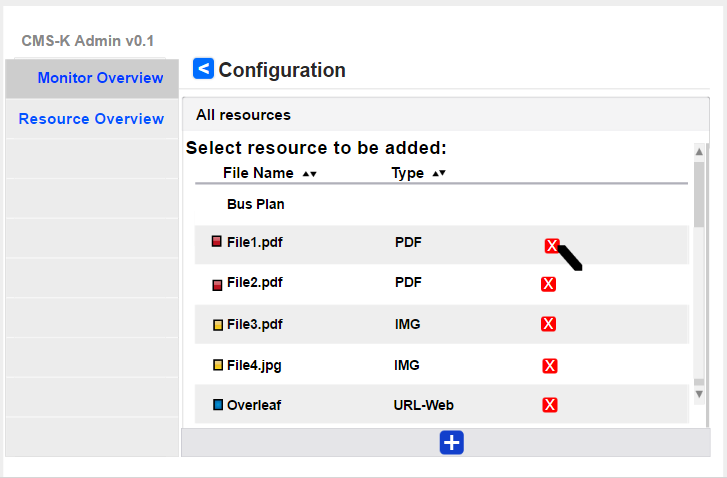 CMS-K Admin v0.1
Monitor Overview
Resource Overview
< Configuration
All resources
Select resource to be added:
File Name ▲▼ Type ▲▼
Bus Plan
File1.pdf PDF X
File2.pdf PDF X
File3.pdf IMG X
File4.jpg IMG X
Overleaf URL-Web X
+